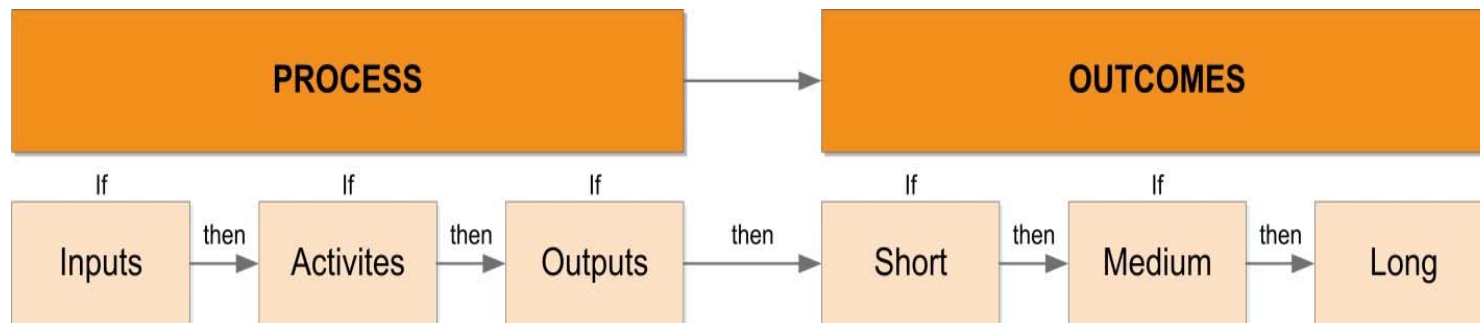 PROCESS OUTCOMES
If If If If If
then then then then then
Inputs Activites Outputs Short Medium Long